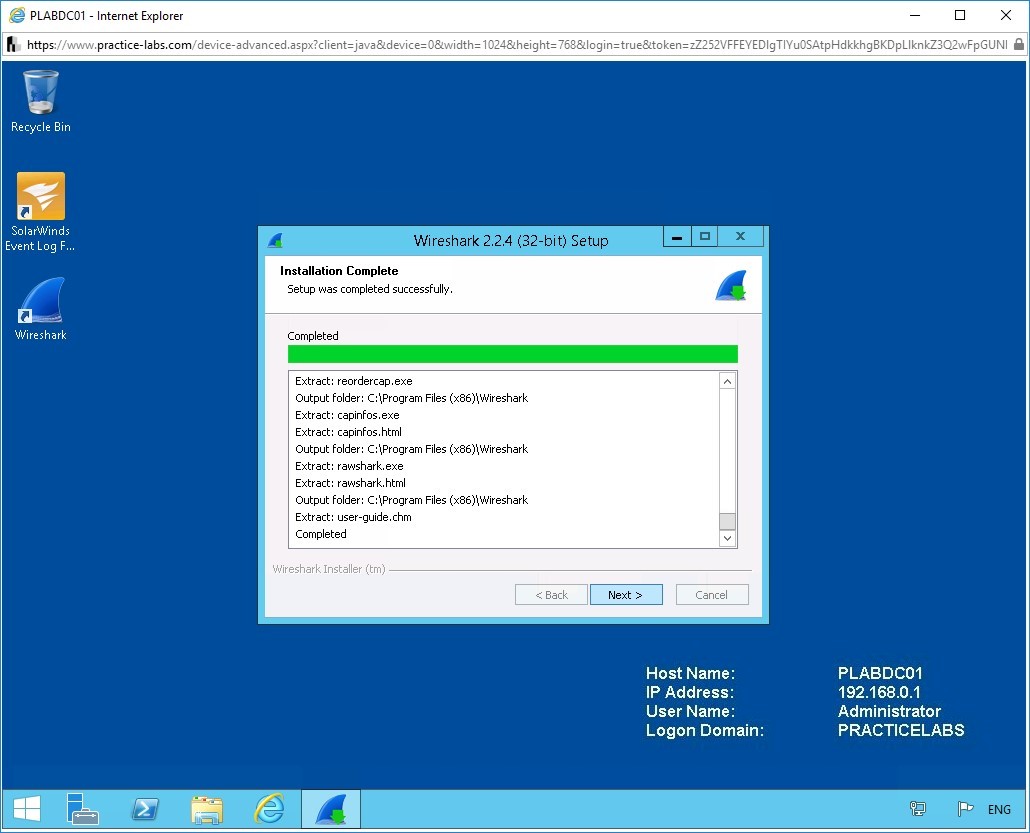 PLABDC01 - Internet Explorer
https://www.practice-labs.com/device-advanced.aspx?client=java&device=0&width=1024&height=768&login=true&token=zZ252VFFEYEDIgTIYu0SAtpHdkkhgBKDpLIknkZ3Q2wFpGUNI
Recycle Bin
SolarWinds
Event Log F...
Wireshark
Wireshark 2.2.4 (32-bit) Setup
Installation Complete
Setup was completed successfully.
Completed
Extract: reordercap.exe
Output folder: C:\Program Files (x86)\Wireshark
Extract: capinfos.exe
Extract: capinfos.html
Output folder: C:\Program Files (x86)\Wireshark
Extract: rawshark.exe
Extract: rawshark.html
Output folder: C:\Program Files (x86)\Wireshark
Extract: user-guide.chm
Completed
Wireshark Installer (tm)
< Back Next > Cancel
Host Name: PLABDC01
IP Address: 192.168.0.1
User Name: Administrator
Logon Domain: PRACTICELABS
ENG